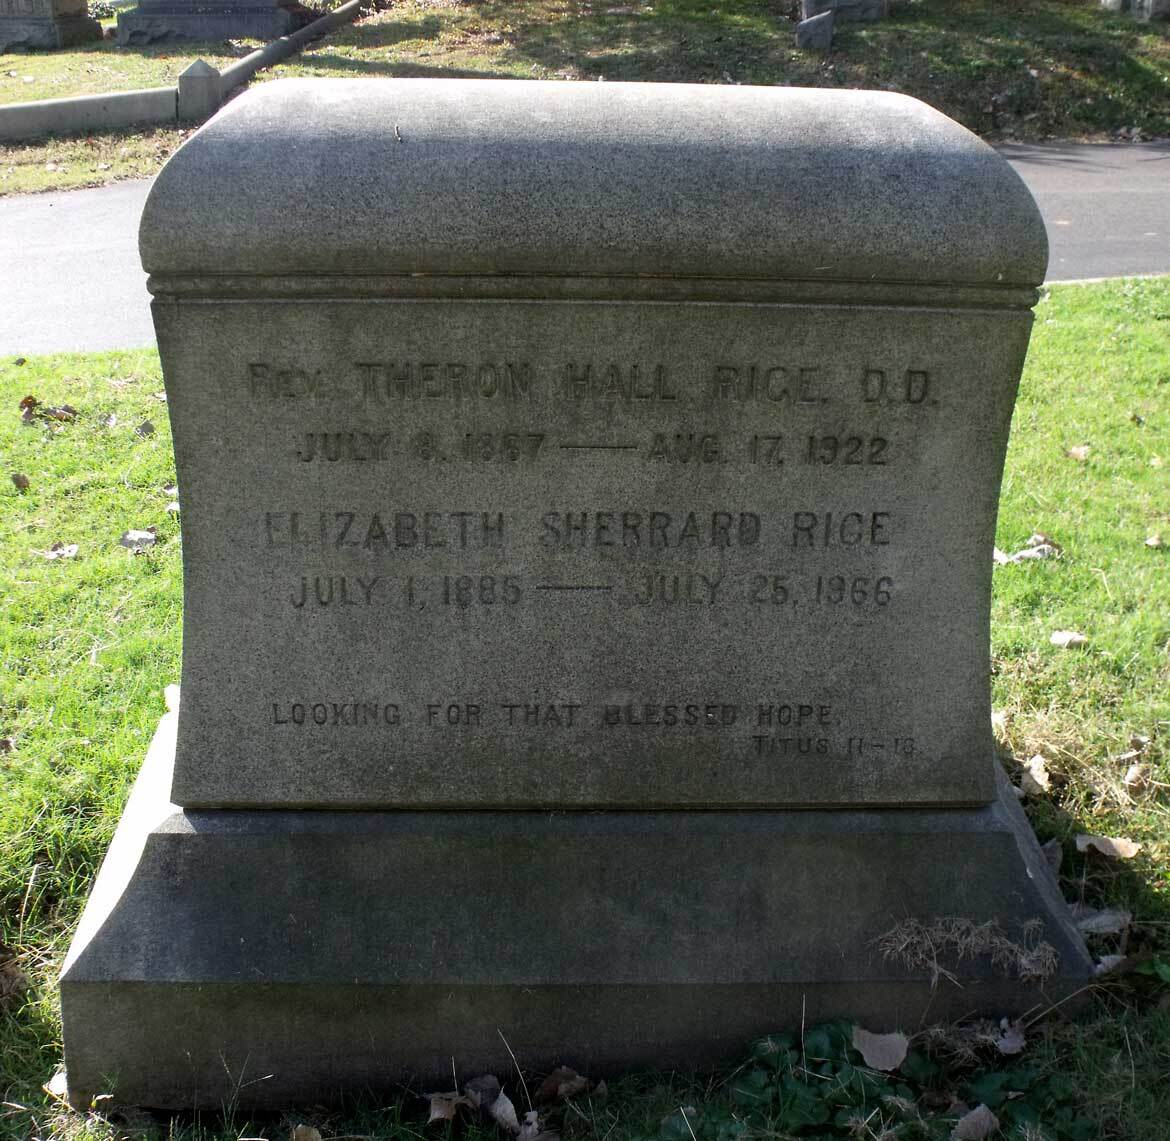 REV. THERON HALL RICE, D.D.
JULY 8, 1867 — AUG. 17, 1922
ELIZABETH SHERRARD RICE
JULY 1, 1885 — JULY 25, 1966
LOOKING FOR THAT BLESSED HOPE.
TITUS II-13.